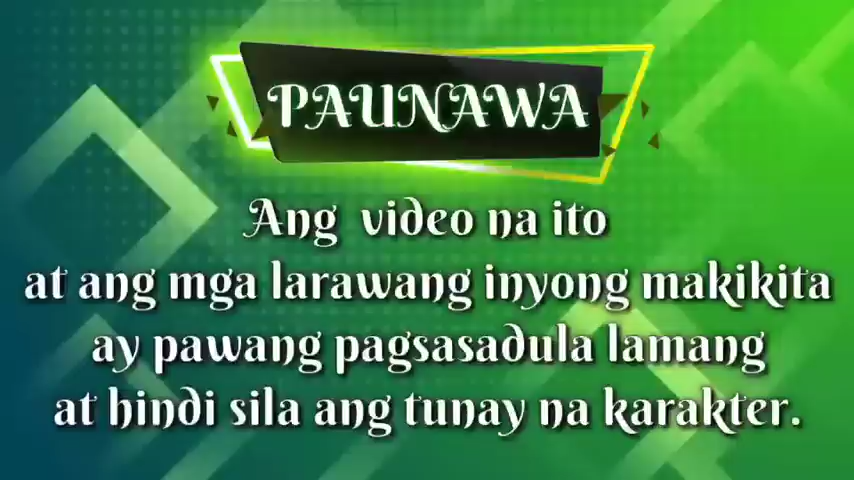 PAUNAWA
Ang video na ito
at ang mga larawang inyong makikita
ay pawang pagsasadula lamang
at hindi sila ang tunay na karakter.